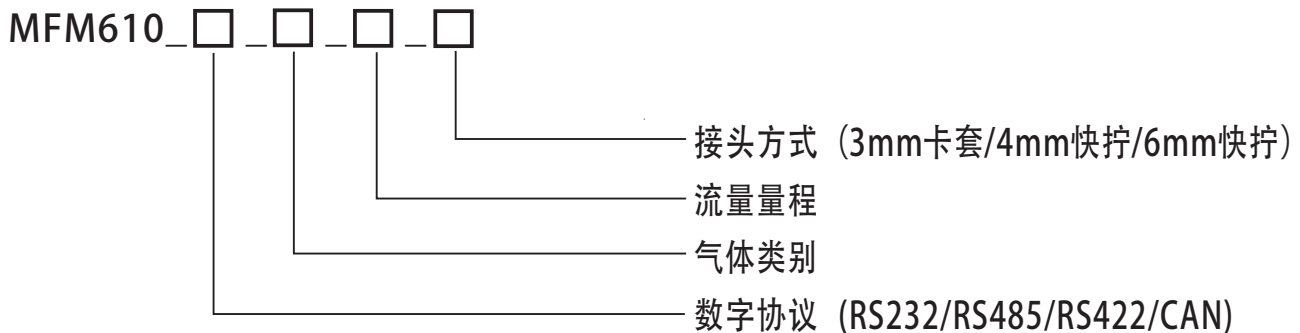 MFM610_□ _□ _□ _□
接头方式 (3mm卡套/4mm快拧/6mm快拧)
流量量程
气体类别
数字协议 (RS232/RS485/RS422/CAN)